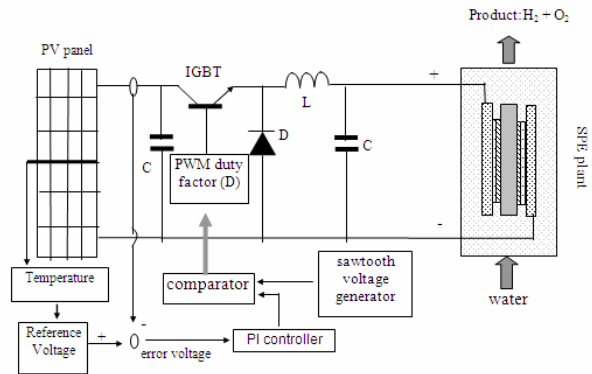 Product:H2 + O2
PV panel
IGBT
+
L
D
C
C
PWM duty
factor (D)
SPE plant
-
Temperature
comparator
sawtooth
voltage
generator
water
Reference
Voltage
+
-
error voltage
PI controller